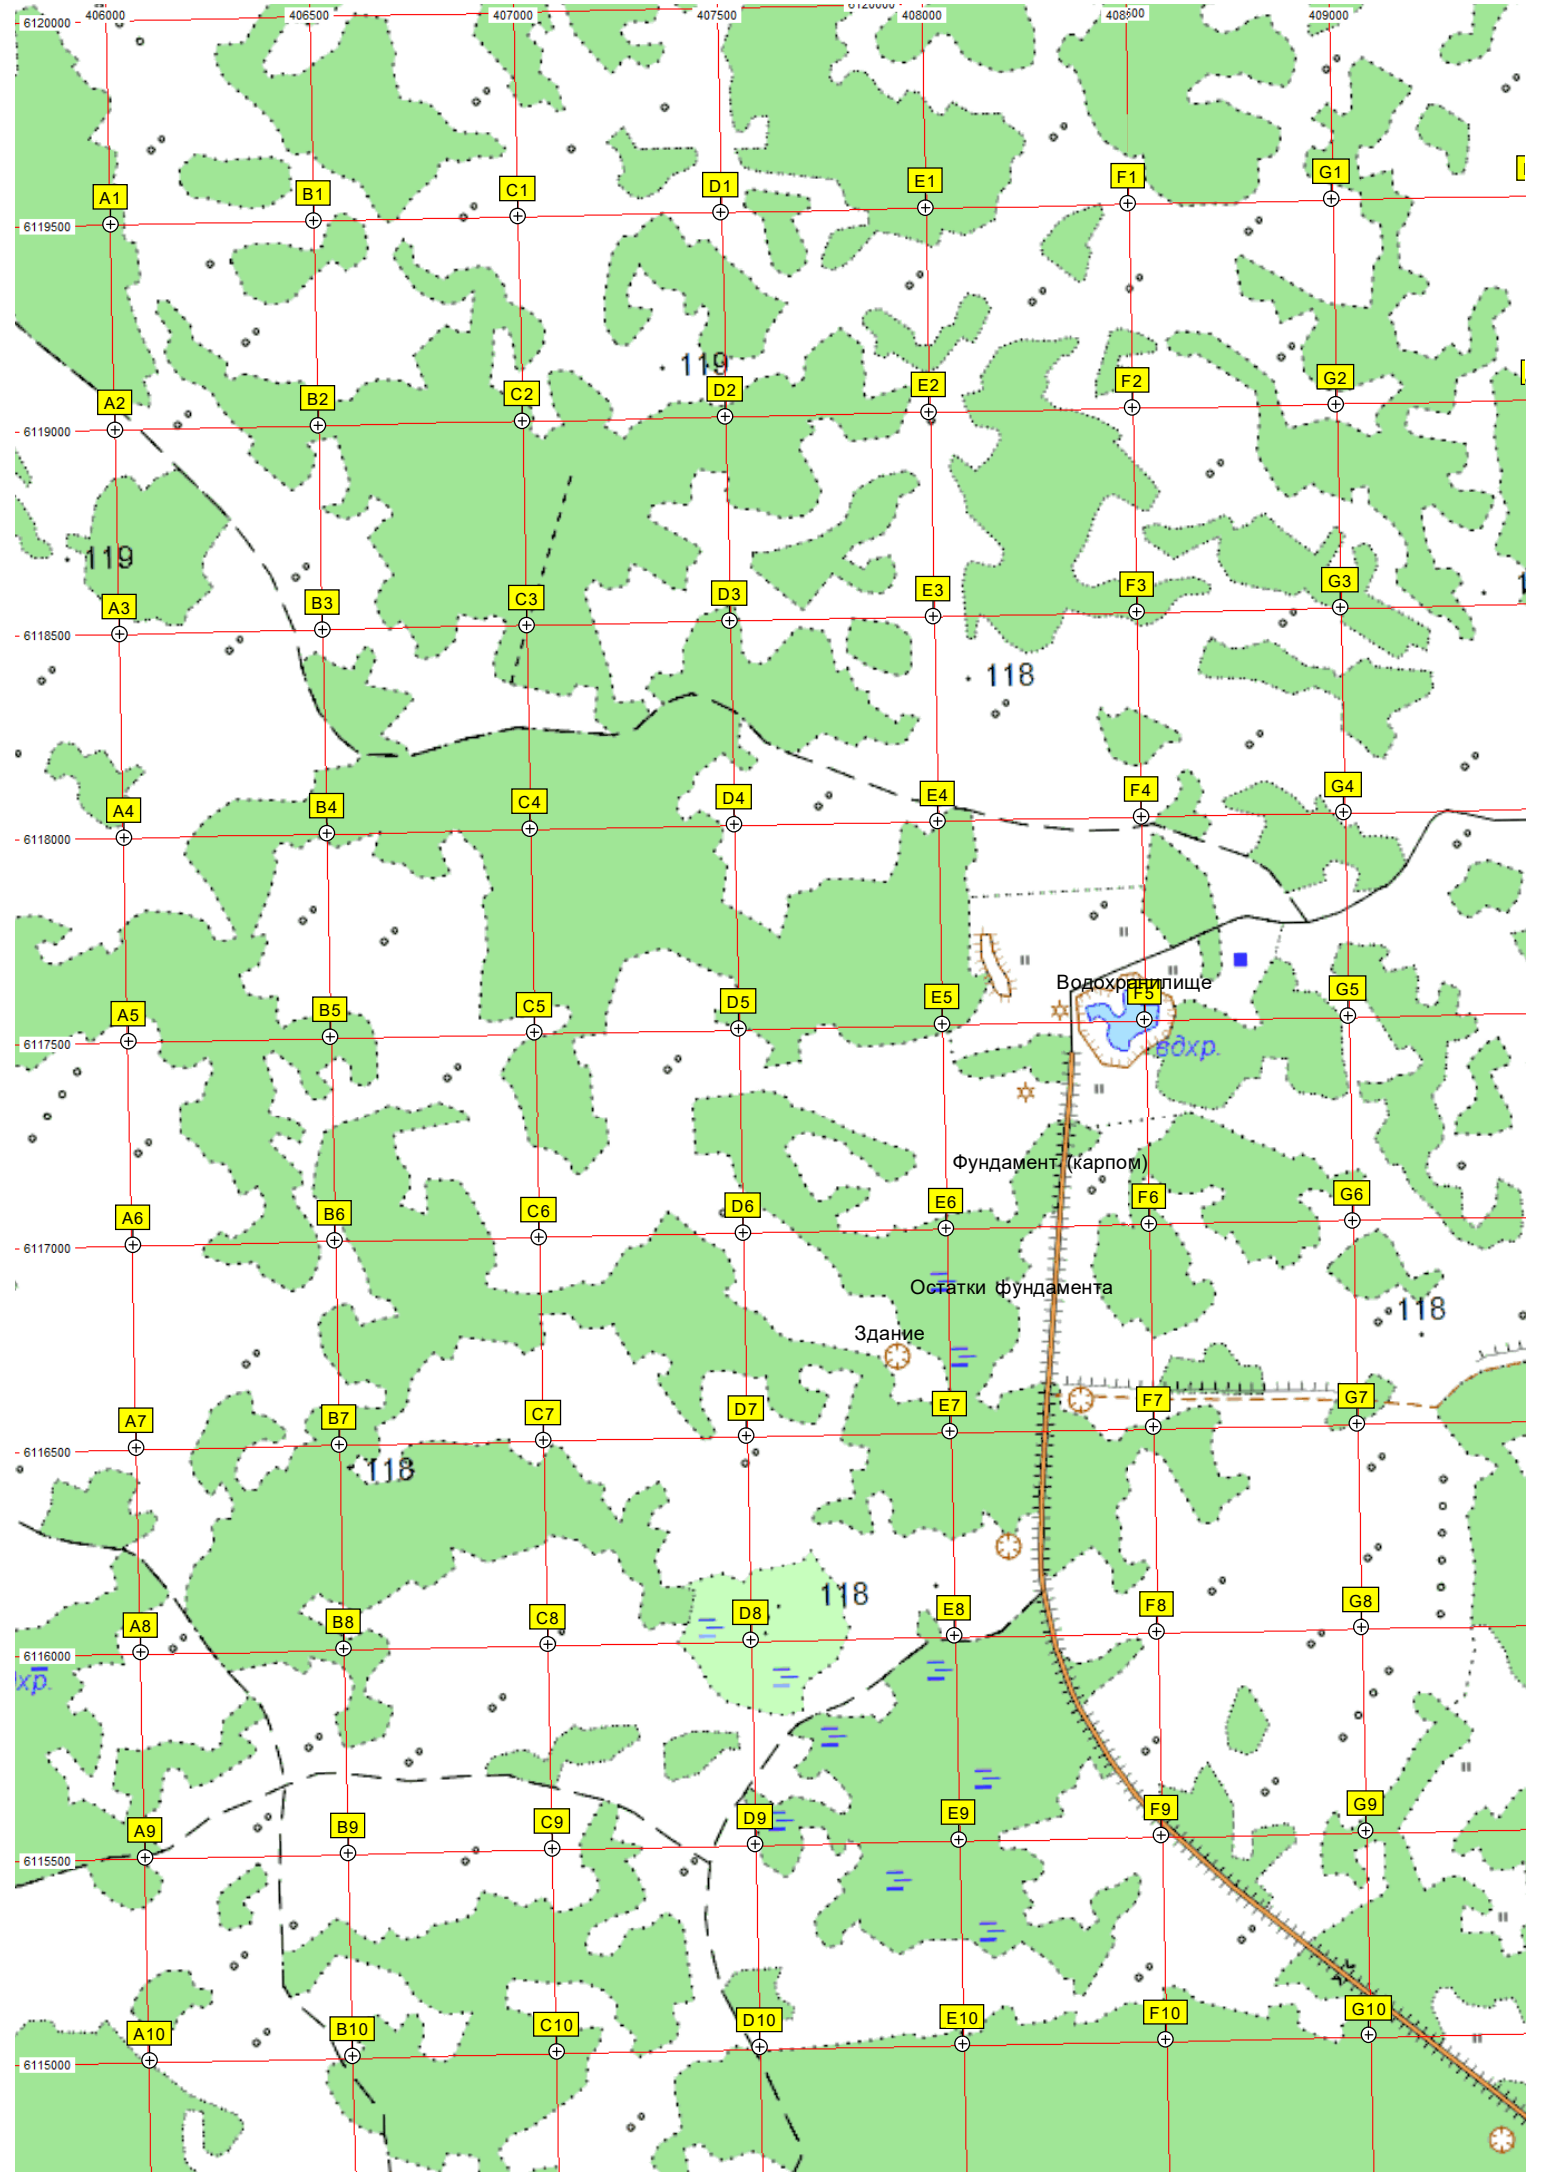 406000 406500 407000 407500 6120000 408000 408500 409000
6120000
A1 B1 C1 D1 E1 F1 G1
6119500
119
A2 B2 C2 D2 E2 F2 G2
6119000
119
A3 B3 C3 D3 E3 F3 G3
6118500
118
A4 B4 C4 D4 E4 F4 G4
6118000
Водохранилище
A5 B5 C5 D5 E5 F5 G5
6117500
вдхр.
Фундамент (карпом)
A6 B6 C6 D6 E6 F6 G6
6117000
Остатки фундамента
118
Здание
A7 B7 C7 D7 E7 F7 G7
6116500
118
118
A8 B8 C8 D8 E8 F8 G8
6116000
хр.
A9 B9 C9 D9 E9 F9 G9
6115500
A10 B10 C10 D10 E10 F10 G10
6115000